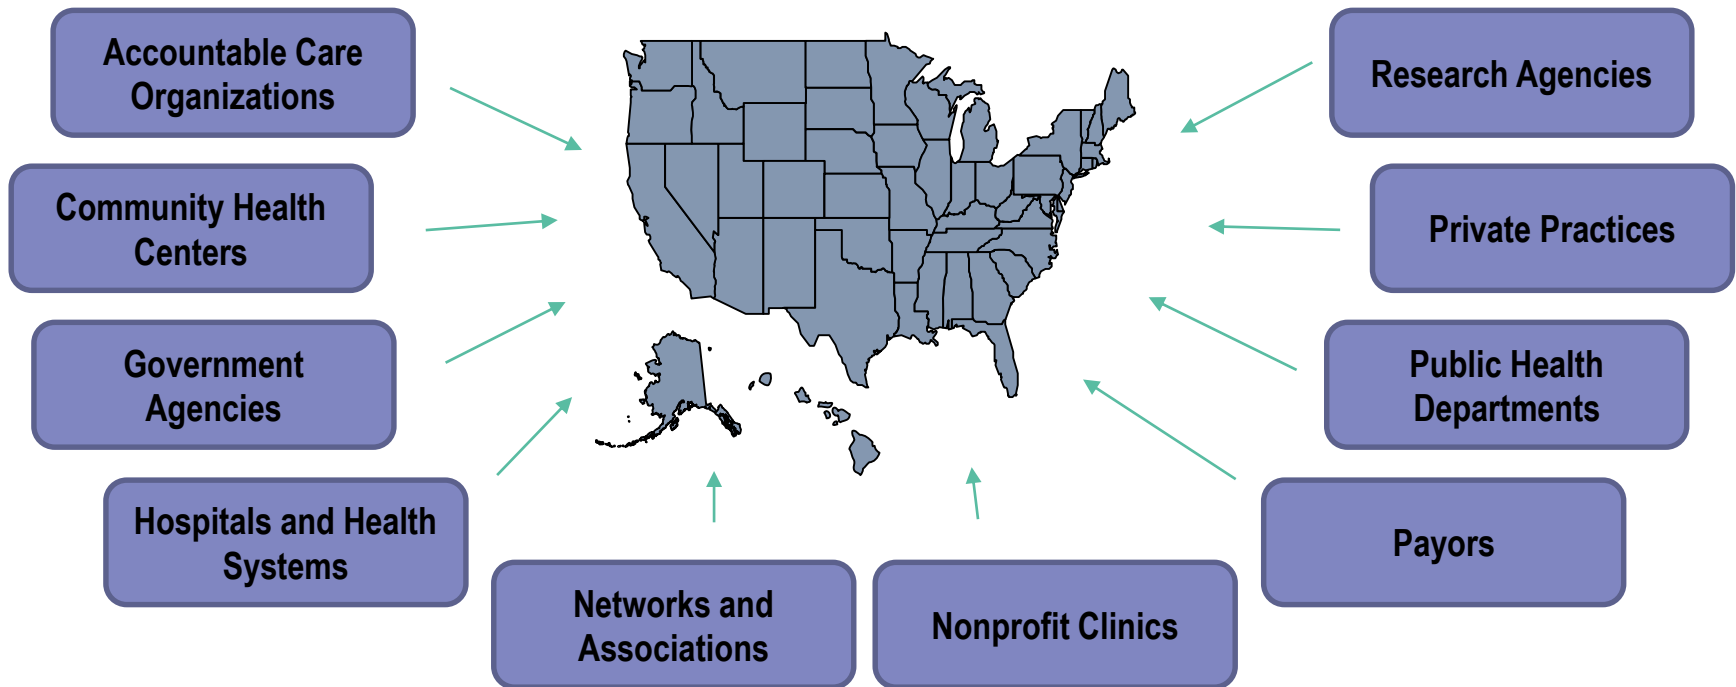 Accountable Care
Organizations
Community Health
Centers
Government
Agencies
Hospitals and Health
Systems
Networks and
Associations
Nonprofit Clinics
Payors
Public Health
Departments
Private Practices
Research Agencies